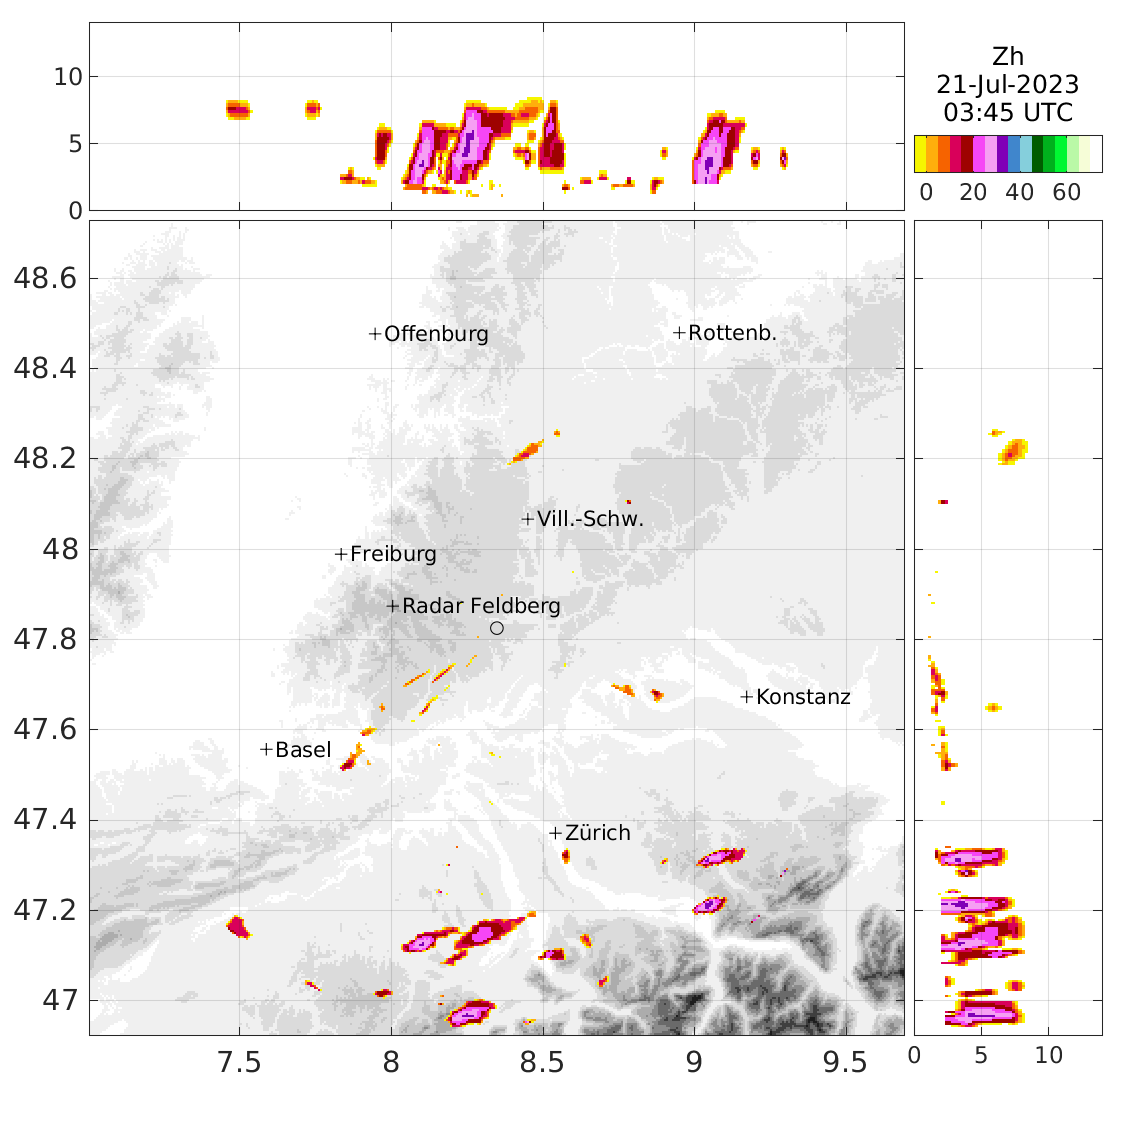 Zh
21-Jul-2023
03:45 UTC
0 20 40 60
10
5
0
48.6
48.4
48.2
48
47.8
47.6
47.4
47.2
47
Offenburg
Rottenb.
Vill.-Schw.
Freiburg
Radar Feldberg
Konstanz
Basel
Zürich
7.5 8 8.5 9 9.5
0 5 10